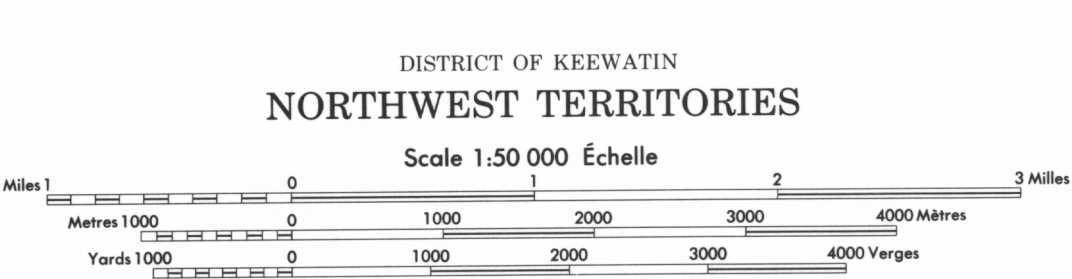 DISTRICT OF KEEWATIN
NORTHWEST TERRITORIES
Scale 1:50 000 Échelle
Miles 1 0 1 2 3 Milles
Metres 1000 0 1000 2000 3000 4000 Mètres
Yards 1000 0 1000 2000 3000 4000 Verges